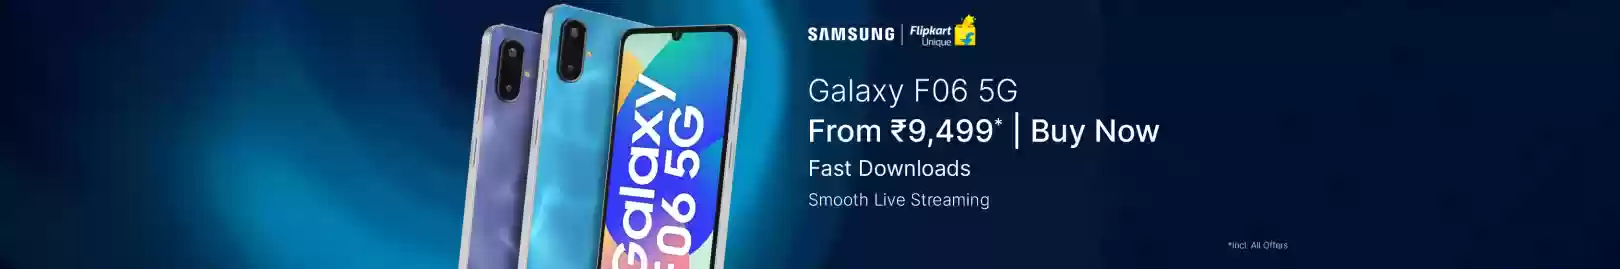 Galaxy
F06 5G
SAMSUNG | Flipkart
Unique
Galaxy F06 5G
From ₹9,499* | Buy Now
Fast Downloads
Smooth Live Streaming
*Incl. All Offers